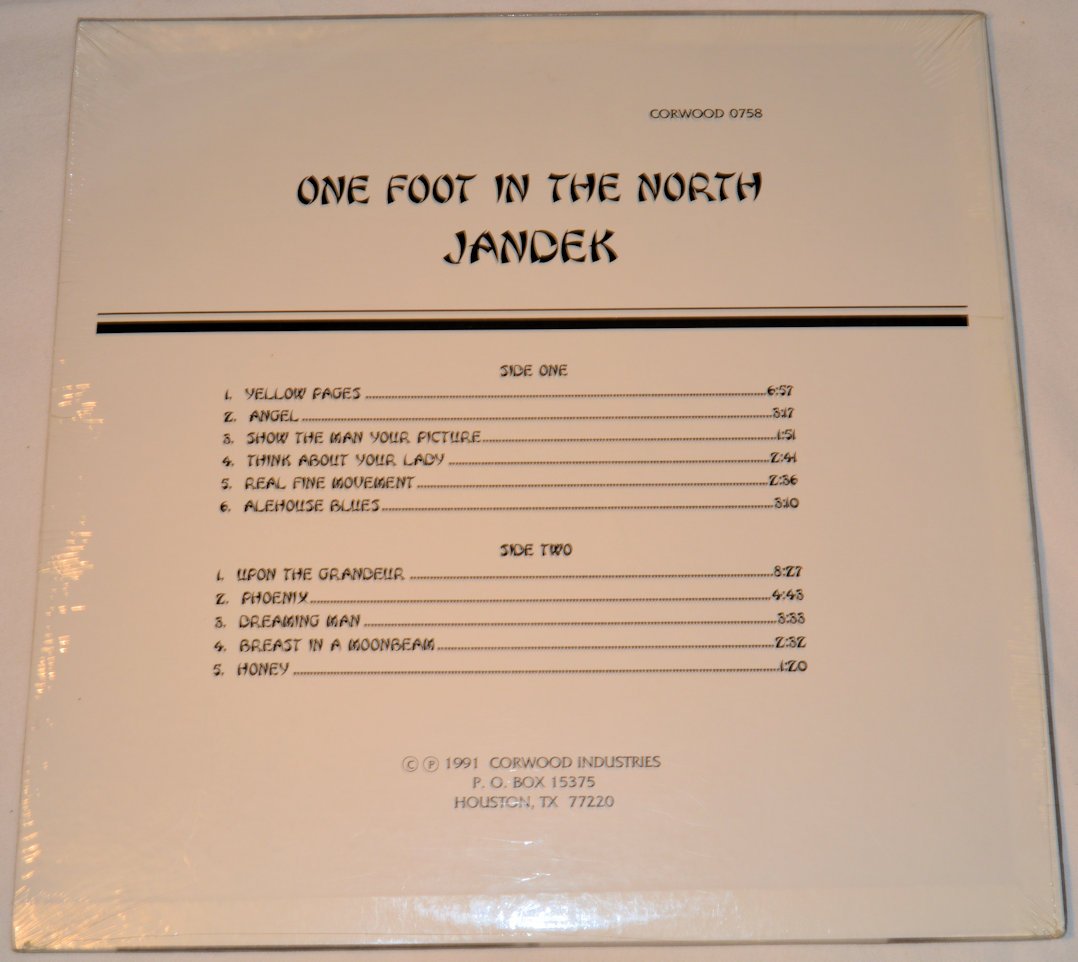 CORWOOD 0758
ONE FOOT IN THE NORTH
JANDEK
SIDE ONE
1. YELLOW PAGES 6:57
2. ANGEL 3:17
3. SHOW THE MAN YOUR PICTURE 1:51
4. THINK ABOUT YOUR LADY 2:41
5. REAL FINE MOVEMENT 2:36
6. ALEHOUSE BLUES 3:10
SIDE TWO
1. UPON THE GRANDEUR 8:27
2. PHOENIX 4:43
3. DREAMING MAN 3:33
4. BREAST IN A MOONBEAM 2:32
5. HONEY 1:20
© ℗ 1991 CORWOOD INDUSTRIES
P. O. BOX 15375
HOUSTON, TX 77220